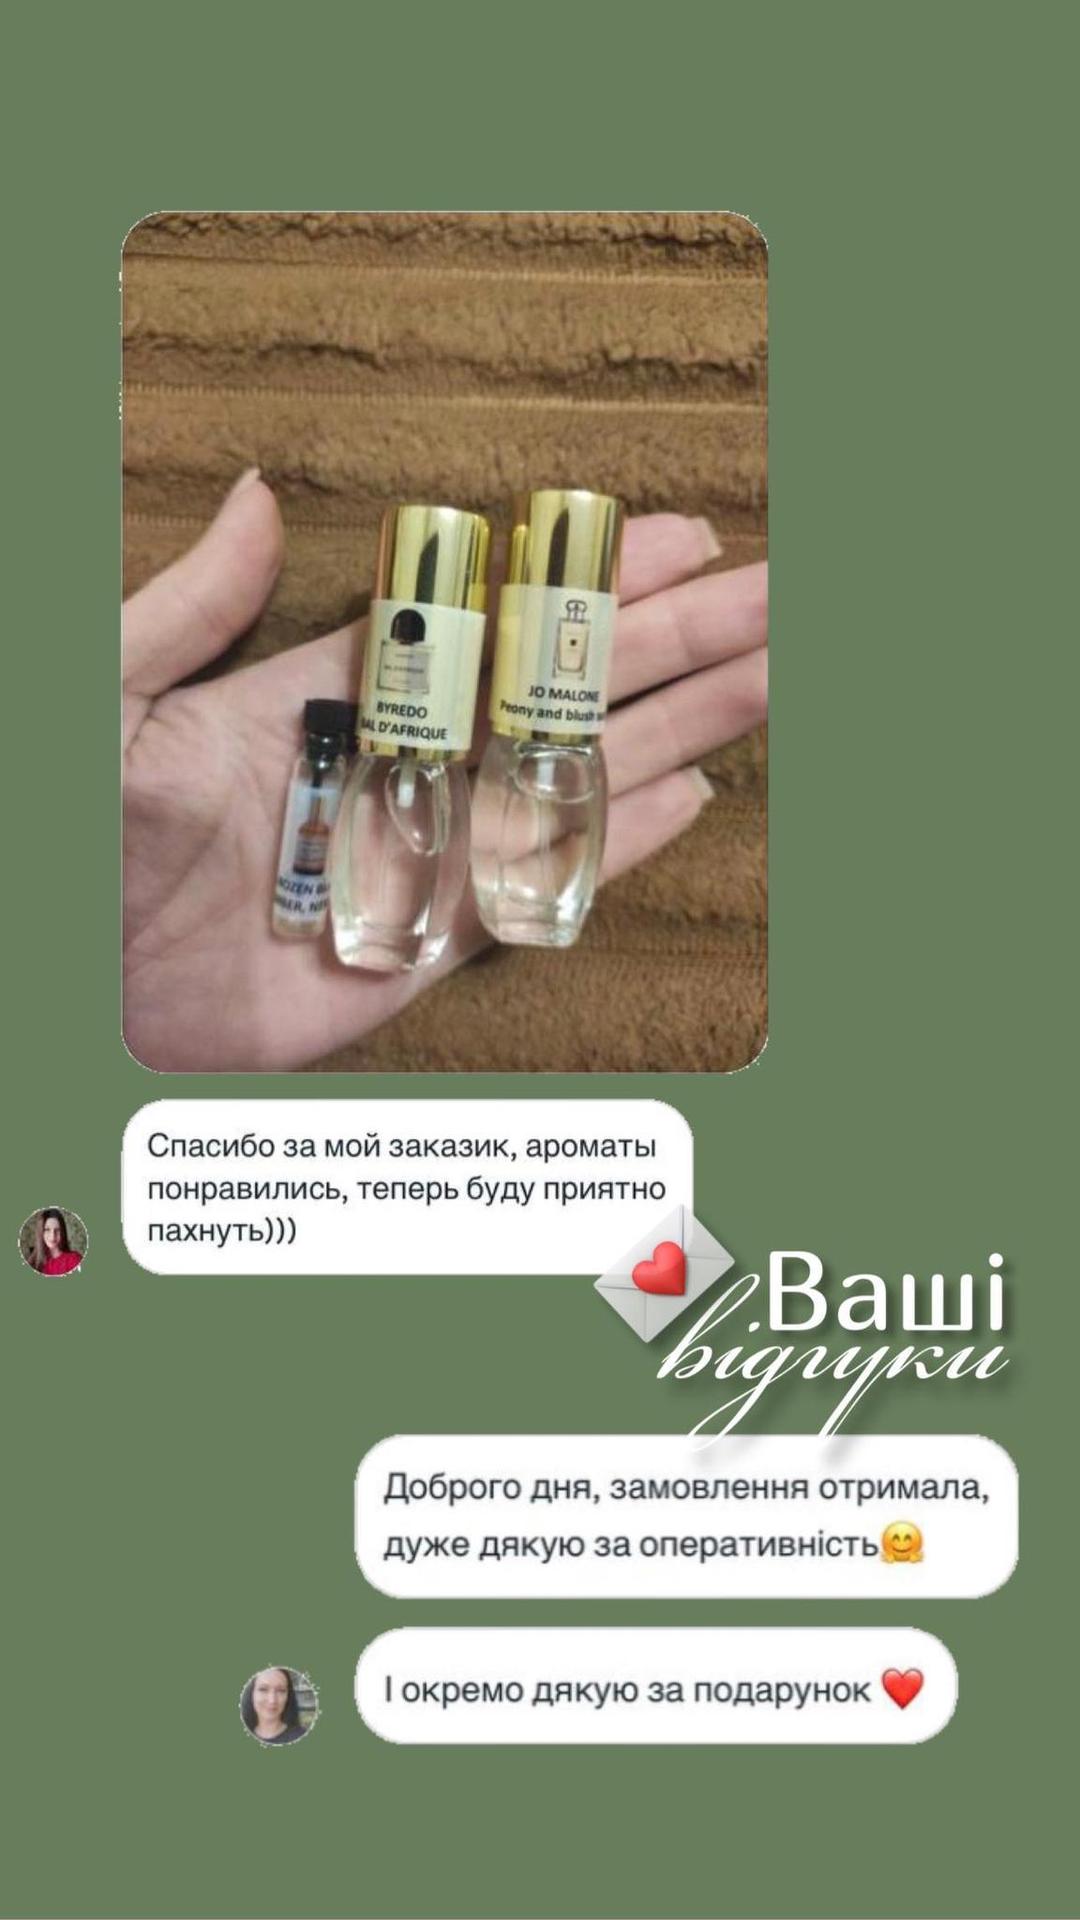 BYREDO
BAL D'AFRIQUE
JO MALONE
Peony and blush
Спасибо за мой заказик, ароматы
понравились, теперь буду приятно
пахнуть)))
Ваші
відгуки
Доброго дня, замовлення отримала,
дуже дякую за оперативність🤗
І окремо дякую за подарунок ❤️